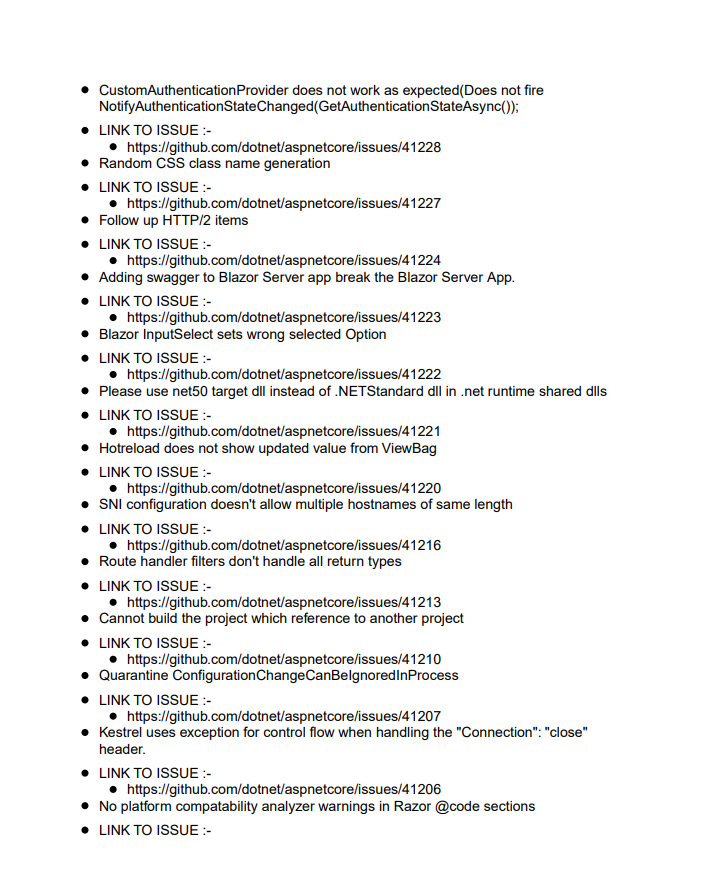 CustomAuthenticationProvider does not work as expected(Does not fire
NotifyAuthenticationStateChanged(GetAuthenticationStateAsync());
LINK TO ISSUE :-
https://github.com/dotnet/aspnetcore/issues/41228
Random CSS class name generation
LINK TO ISSUE :-
https://github.com/dotnet/aspnetcore/issues/41227
Follow up HTTP/2 items
LINK TO ISSUE :-
https://github.com/dotnet/aspnetcore/issues/41224
Adding swagger to Blazor Server app break the Blazor Server App.
LINK TO ISSUE :-
https://github.com/dotnet/aspnetcore/issues/41223
Blazor InputSelect sets wrong selected Option
LINK TO ISSUE :-
https://github.com/dotnet/aspnetcore/issues/41222
Please use net50 target dll instead of .NETStandard dll in .net runtime shared dlls
LINK TO ISSUE :-
https://github.com/dotnet/aspnetcore/issues/41221
Hotreload does not show updated value from ViewBag
LINK TO ISSUE :-
https://github.com/dotnet/aspnetcore/issues/41220
SNI configuration doesn't allow multiple hostnames of same length
LINK TO ISSUE :-
https://github.com/dotnet/aspnetcore/issues/41216
Route handler filters don't handle all return types
LINK TO ISSUE :-
https://github.com/dotnet/aspnetcore/issues/41213
Cannot build the project which reference to another project
LINK TO ISSUE :-
https://github.com/dotnet/aspnetcore/issues/41210
Quarantine ConfigurationChangeCanBeIgnoredInProcess
LINK TO ISSUE :-
https://github.com/dotnet/aspnetcore/issues/41207
Kestrel uses exception for control flow when handling the "Connection": "close"
header.
LINK TO ISSUE :-
https://github.com/dotnet/aspnetcore/issues/41206
No platform compatability analyzer warnings in Razor @code sections
LINK TO ISSUE :-